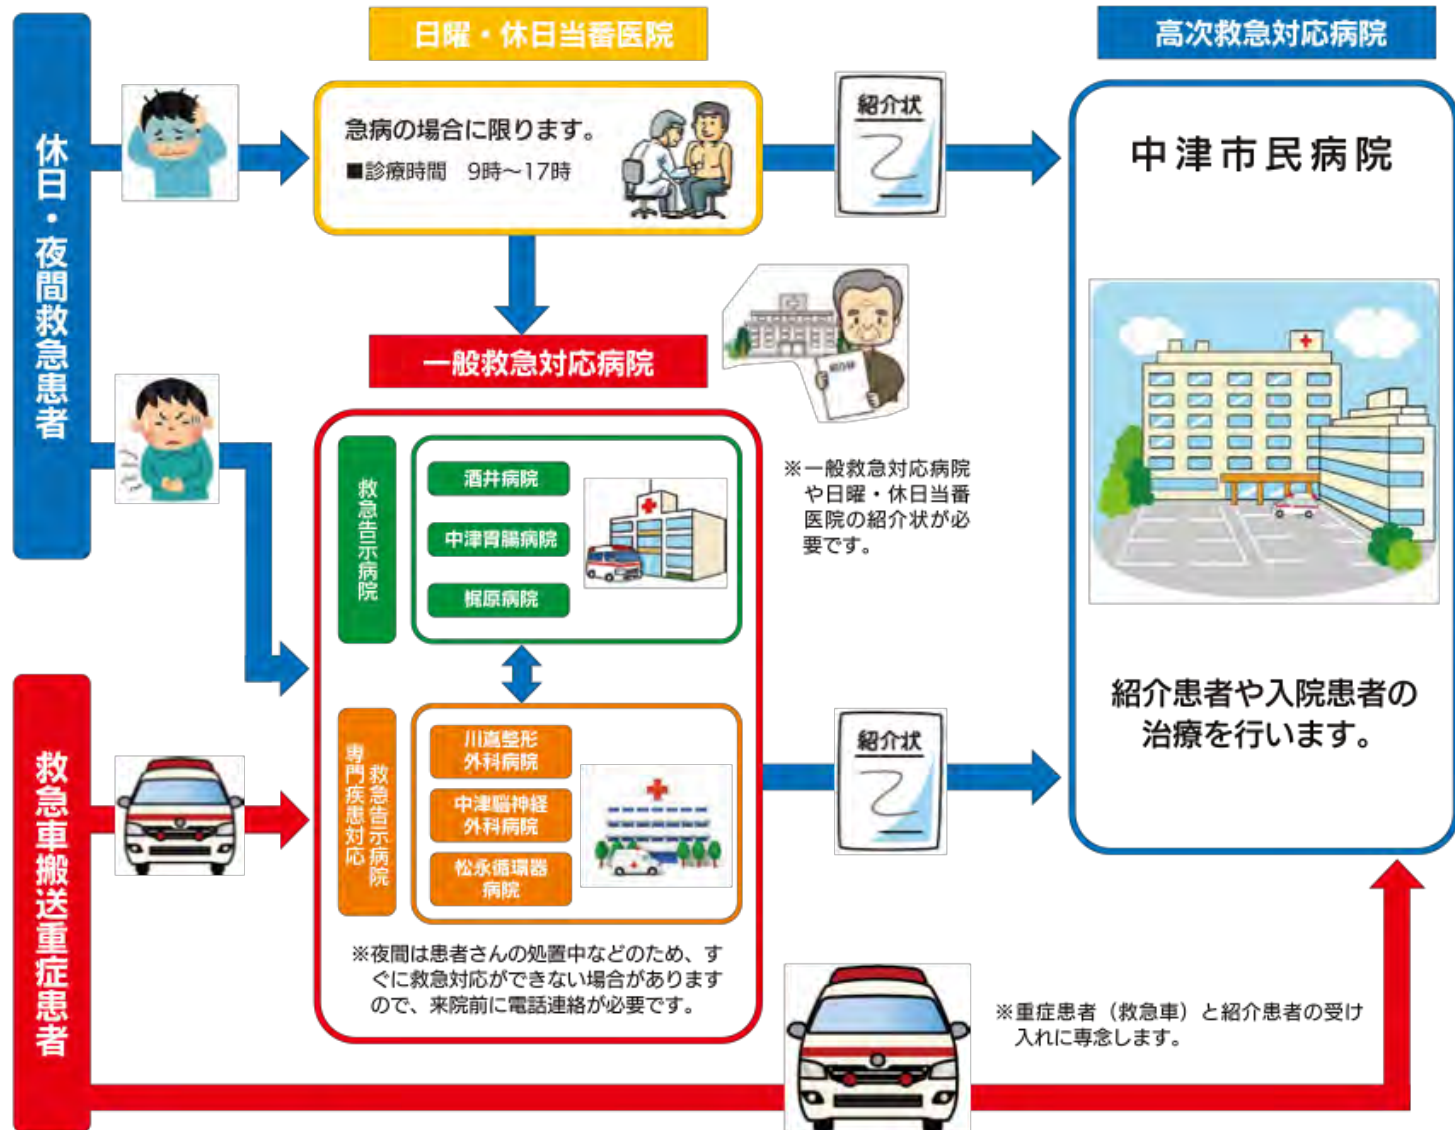 休日・夜間救急患者
日曜・休日当番医院
急病の場合に限ります。
■診療時間　9時～17時
紹介状
高次救急対応病院
中津市民病院
紹介患者や入院患者の
治療を行います。
一般救急対応病院
救急告示病院
酒井病院
中津胃腸病院
梶原病院
専門疾患対応
救急告示病院
川嶌整形
外科病院
中津脳神経
外科病院
松永循環器
病院
※夜間は患者さんの処置中などのため、す
ぐに救急対応ができない場合があります
ので、来院前に電話連絡が必要です。
紹介状
※一般救急対応病院
や日曜・休日当番
医院の紹介状が必
要です。
紹介状
救急車搬送重症患者
※重症患者（救急車）と紹介患者の受け
入れに専念します。